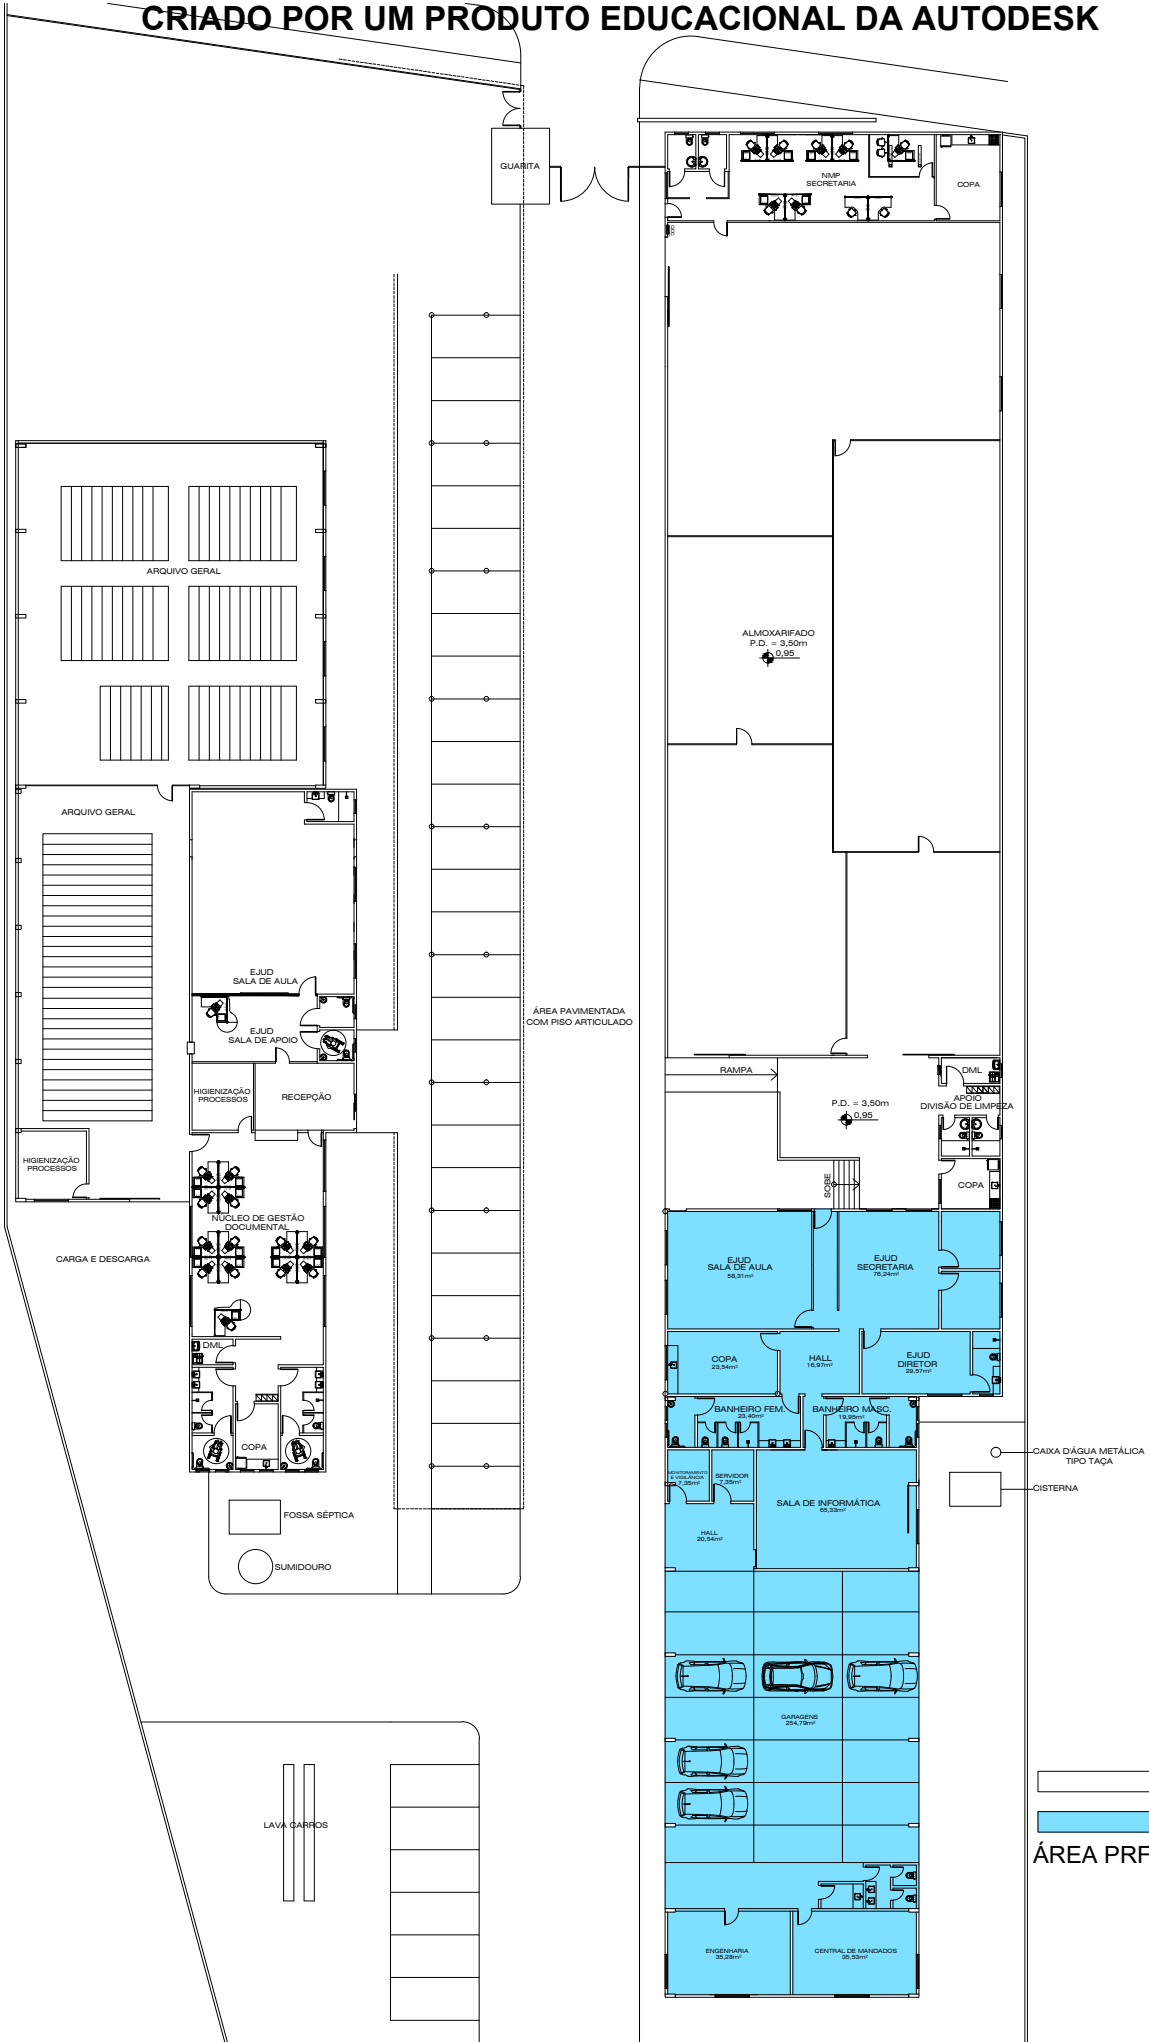 CRIADO POR UM PRODUTO EDUCACIONAL DA AUTODESK
GUARITA
NMP
SECRETARIA
COPA
ARQUIVO GERAL
ALMOXARIFADO
P.D. = 3,50m
0,95
ARQUIVO GERAL
EJUD
SALA DE AULA
ÁREA PAVIMENTADA
COM PISO ARTICULADO
EJUD
SALA DE APOIO
RAMPA
DML
HIGIENIZAÇÃO
PROCESSOS
RECEPÇÃO
P.D. = 3,50m
0,95
APOIO
DIVISÃO DE LIMPEZA
HIGIENIZAÇÃO
PROCESSOS
SOBE
COPA
NÚCLEO DE GESTÃO
DOCUMENTAL
CARGA E DESCARGA
EJUD
SALA DE AULA
58,31m²
EJUD
SECRETARIA
76,24m²
DML
COPA
23,54m²
HALL
16,97m²
EJUD
DIRETOR
29,57m²
BANHEIRO FEM.
23,40m²
BANHEIRO MASC.
19,95m²
COPA
CAIXA D'ÁGUA METÁLICA
TIPO TAÇA
MONITORAMENTO
E VIGILÂNCIA
7,35m²
SERVIDOR
7,35m²
CISTERNA
SALA DE INFORMÁTICA
65,33m²
FOSSA SÉPTICA
HALL
20,54m²
SUMIDOURO
GARAGENS
254,79m²
LAVA CARROS
ÁREA PRF
ENGENHARIA
35,28m²
CENTRAL DE MANDADOS
35,53m²